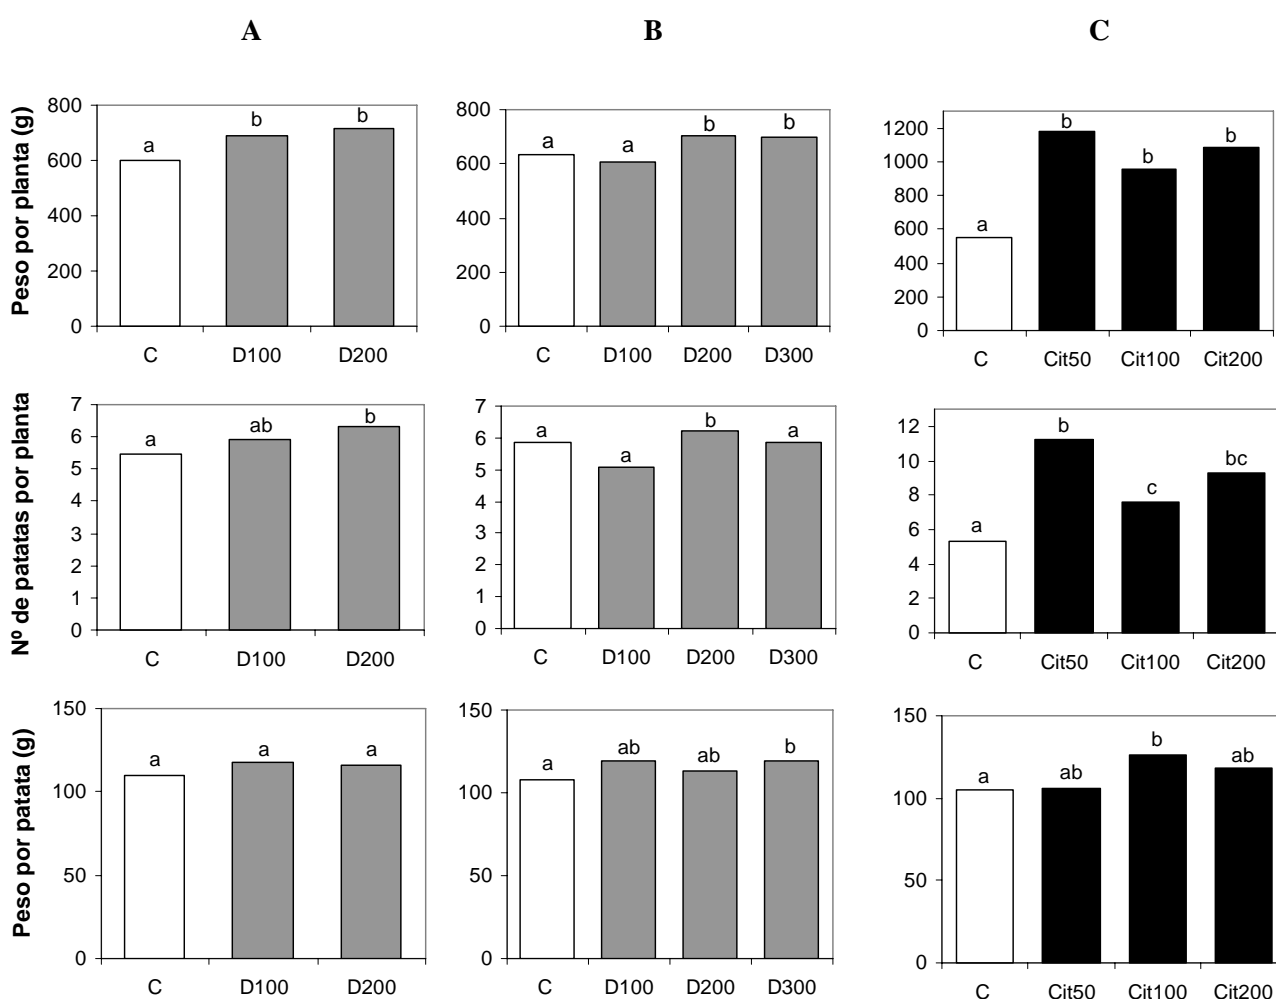 A B C
Peso por planta (g)
800
600
400
200
0
a b b
C D100 D200
800
600
400
200
0
a a b b
C D100 D200 D300
1200
1000
800
600
400
200
0
a b b b
C Cit50 Cit100 Cit200
Nº de patatas por planta
7
6
5
4
3
2
1
0
a ab b
C D100 D200
7
6
5
4
3
2
1
0
a a b a
C D100 D200 D300
12
10
8
6
4
2
0
a b c bc
C Cit50 Cit100 Cit200
Peso por patata (g)
150
100
50
0
a a a
C D100 D200
150
100
50
0
a ab ab b
C D100 D200 D300
150
100
50
0
a ab b ab
C Cit50 Cit100 Cit200